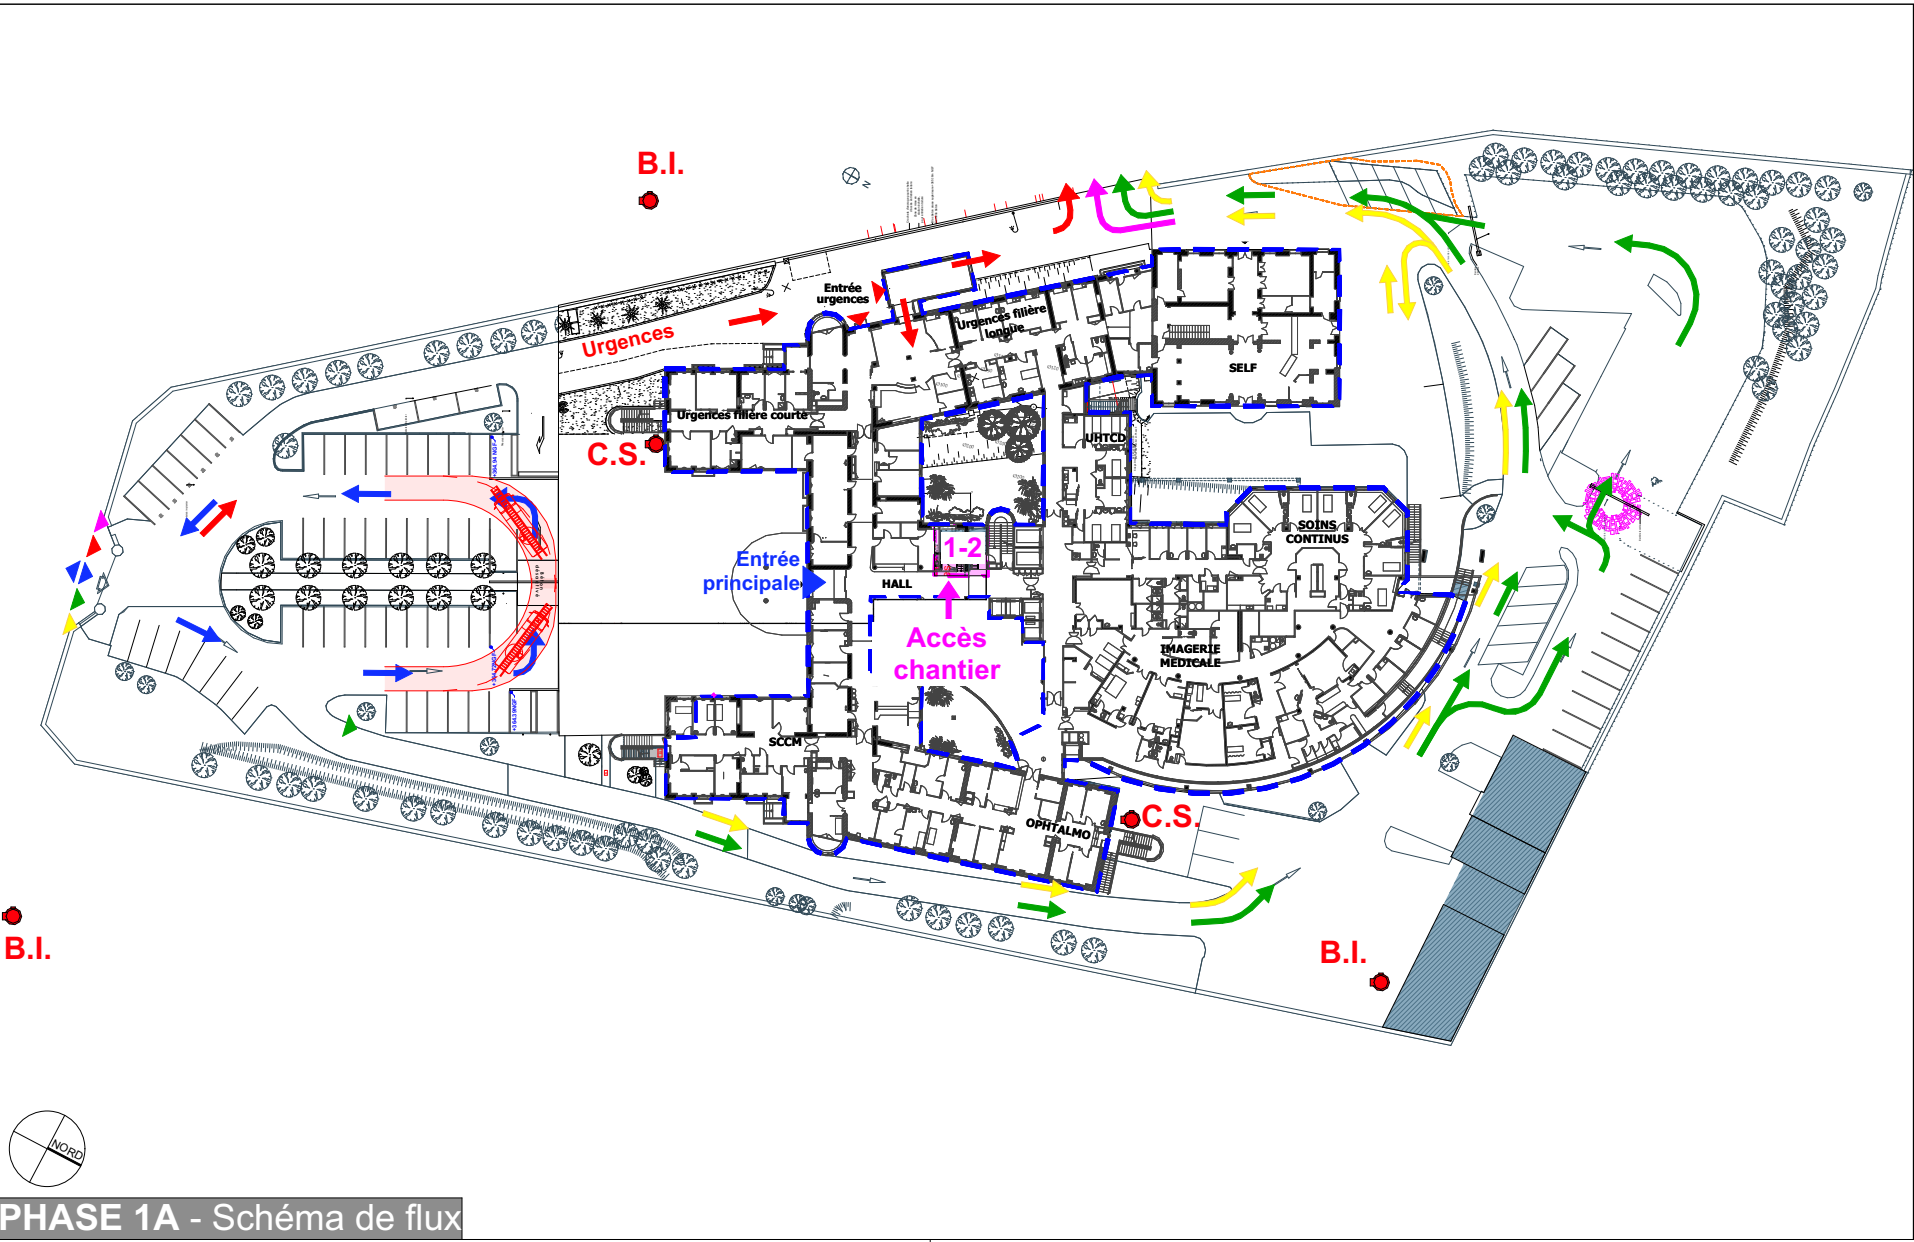 B.I.
N
Entrée
urgences
Urgences
Urgences filière
longue
SELF
Urgences filière courte
C.S.
UHTCD
SOINS
CONTINUS
1-2
Entrée
principale
HALL
Accès
chantier
IMAGERIE
MEDICALE
SCCM
OPHTALMO
C.S.
B.I.
B.I.
NORD
PHASE 1A - Schéma de flux